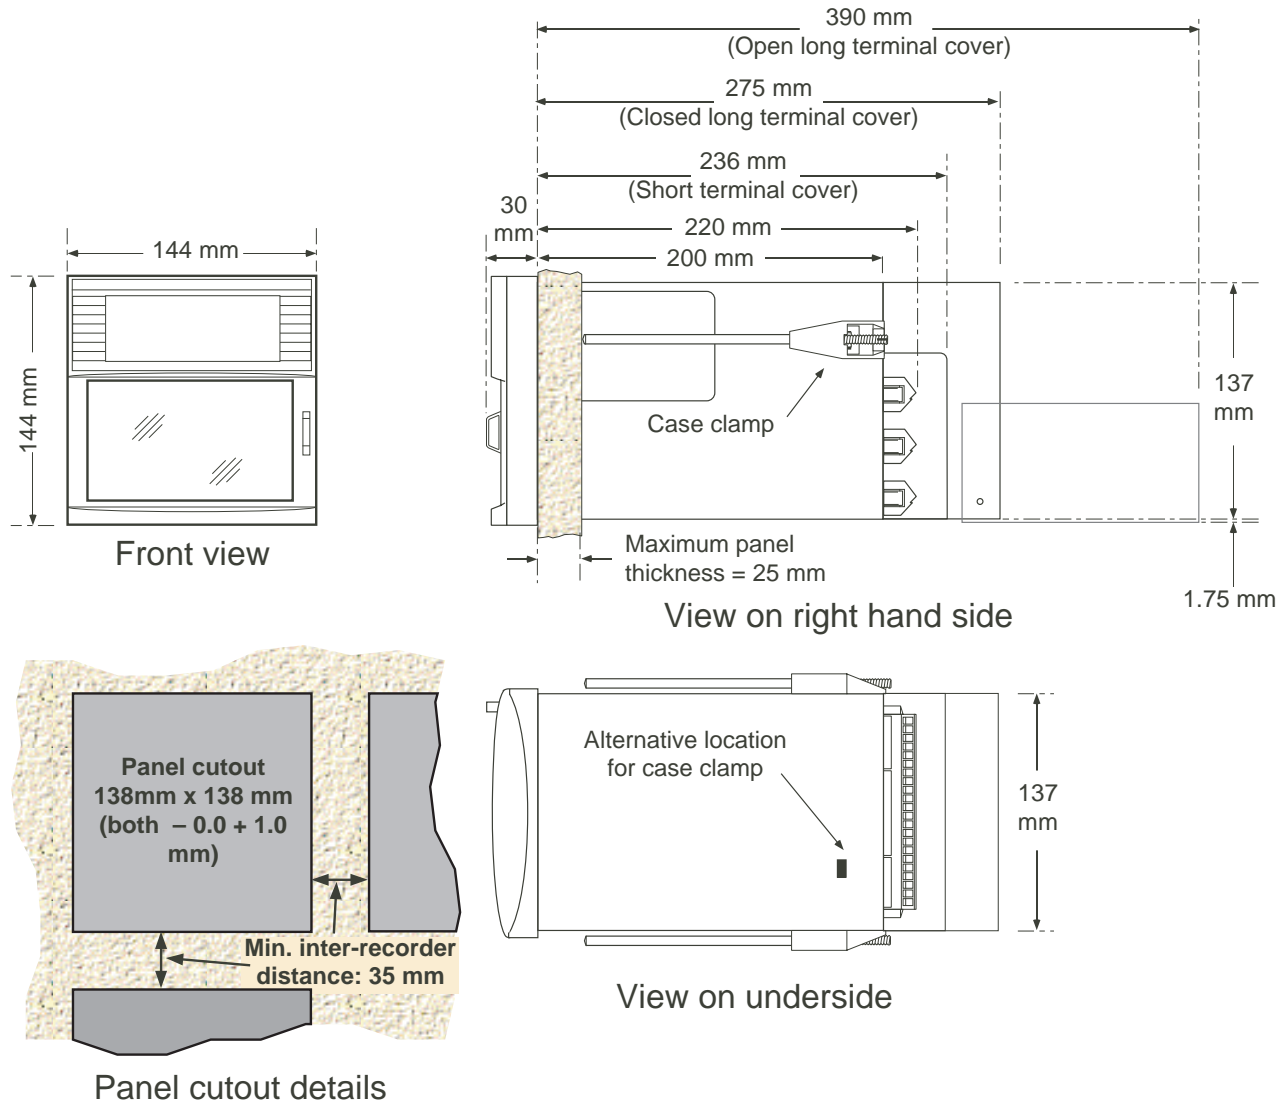 390 mm
(Open long terminal cover)
275 mm
(Closed long terminal cover)
236 mm
(Short terminal cover)
30
mm
220 mm
200 mm
144 mm
144 mm
Case clamp
137
mm
Front view
Maximum panel
thickness = 25 mm
1.75 mm
View on right hand side
Panel cutout
138mm x 138 mm
(both – 0.0 + 1.0
mm)
Min. inter-recorder
distance: 35 mm
Panel cutout details
Alternative location
for case clamp
137
mm
View on underside